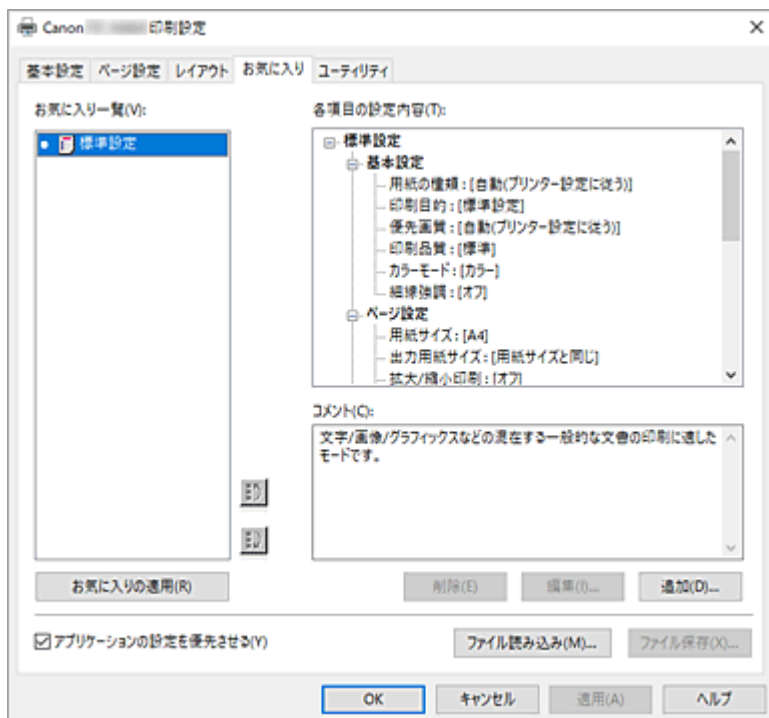 Canon 印刷設定
基本設定 ページ設定 レイアウト お気に入り ユーティリティ
お気に入り一覧(V):
標準設定
各項目の設定内容(T):
標準設定
基本設定
用紙の種類:[自動(プリンター設定に従う)]
印刷目的:[標準設定]
優先画質:[自動(プリンター設定に従う)]
印刷品質:[標準]
カラーモード:[カラー]
細線強調:[オフ]
ページ設定
用紙サイズ:[A4]
出力用紙サイズ:[用紙サイズと同じ]
拡大/縮小印刷:[オフ]
コメント(C):
文字/画像/グラフィックスなどの混在する一般的な文書の印刷に適した
モードです。
お気に入りの適用(R)
削除(E) 編集(I)... 追加(D)...
アプリケーションの設定を優先させる(Y)
ファイル読み込み(M)... ファイル保存(X)...
OK キャンセル 適用(A) ヘルプ